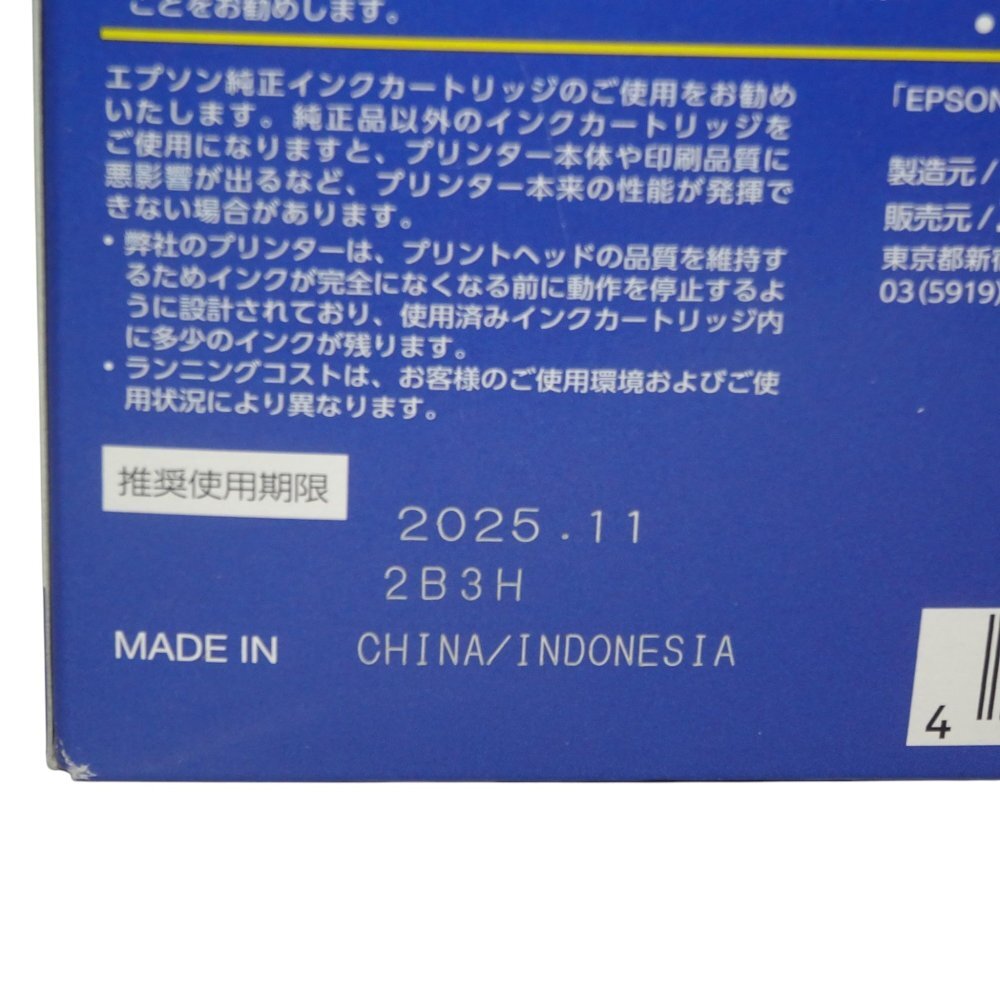 ことをお勧めします。
エプソン純正インクカートリッジのご使用をお勧め
いたします。純正品以外のインクカートリッジを
ご使用になりますと、プリンター本体や印刷品質に
悪影響が出るなど、プリンター本来の性能が発揮で
きない場合があります。
• 弊社のプリンターは、プリントヘッドの品質を維持す
るためインクが完全になくなる前に動作を停止するよ
うに設計されており、使用済みインクカートリッジ内
に多少のインクが残ります。
• ランニングコストは、お客様のご使用環境およびご使
用状況により異なります。
推奨使用期限
2025.11
2B3H
MADE IN CHINA/INDONESIA
「EPSON
製造元 /
販売元 /
東京都新宿
03(5919)
4